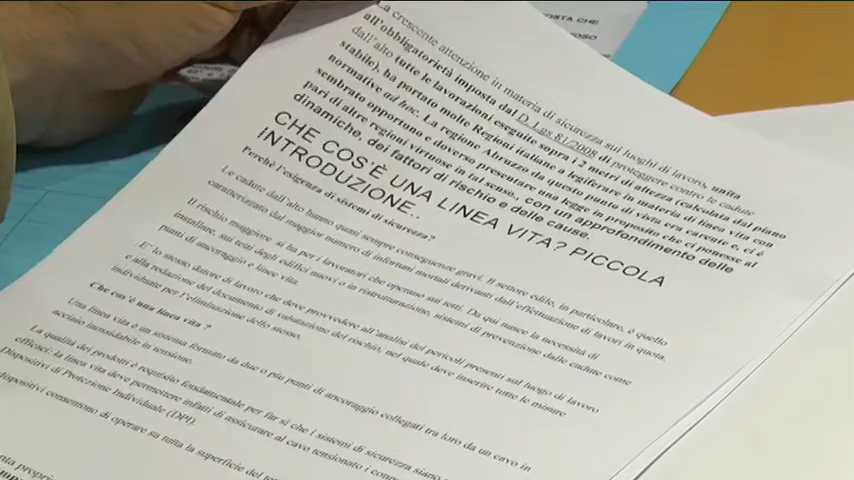 OSTA CHE
OSO
La crescente attenzione in materia di sicurezza sui luoghi di lavoro, unita
all'obbligatorietà imposta dal D. Lgs 81/2008 di proteggere contro le cadute
dall'alto tutte le lavorazioni eseguite sopra i 2 metri di altezza (calcolata dal piano
stabile), ha portato molte Regioni italiane a legiferare in materia di linea vita con
normative ad hoc. La regione Abruzzo da questo punto di vista era carente e, ci è
sembrato opportuno e doveroso presentare una legge in proposito che ci ponesse al
pari di altre regioni virtuose in tal senso., con un approfondimento delle
dinamiche, dei fattori di rischio e delle cause.
CHE COS'È UNA LINEA VITA? PICCOLA
INTRODUZIONE..
Perchè l'esigenza di sistemi di sicurezza?
Le cadute dall'alto hanno quasi sempre conseguenze gravi. Il settore edile, in particolare, è quello
caratterizzato dal maggior numero di infortuni mortali derivanti dall'effettuazione di lavori in quota.
Il rischio maggiore, si ha per i lavoratori che operano sui tetti. Da qui nasce la necessità di
installare, sui tetti degli edifici nuovi o in ristrutturazione, sistemi di prevenzione dalle cadute come
punti di ancoraggio e linee vita.
E' lo stesso datore di lavoro che deve provvedere all'analisi dei pericoli presenti sul luogo di lavoro
e alla redazione del documento di valutazione del rischio, nel quale deve inserire tutte le misure
individuate per l'eliminazione dello stesso.
Che cos'è una linea vita ?
Una linea vita è un sistema formato da due o più punti di ancoraggio collegati tra loro da un cavo in
acciaio inossidabile in tensione.
La qualità dei prodotti è requisito fondamentale per far sì che i sistemi di sicurezza siano
efficaci: la linea vita deve permettere infatti di assicurare al cavo tensionato i
Dispositivi di Protezione Individuale (DPI).
dispositivi consentono di operare su tutta la superficie del